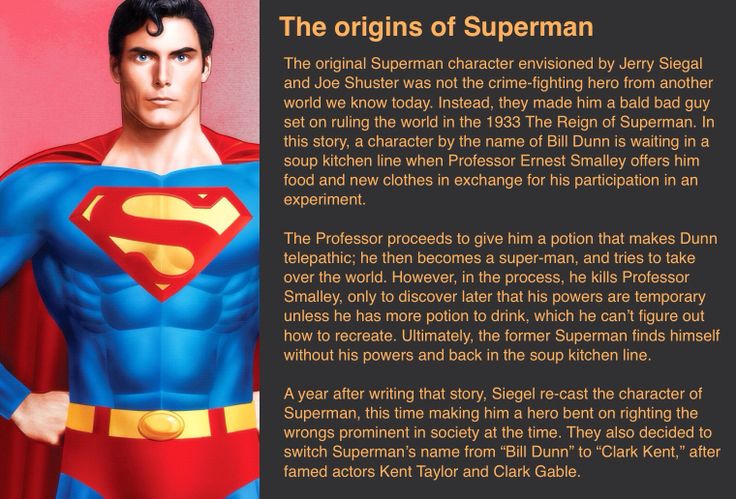 The origins of Superman
The original Superman character envisioned by Jerry Siegal
and Joe Shuster was not the crime-fighting hero from another
world we know today. Instead, they made him a bald bad guy
set on ruling the world in the 1933 The Reign of Superman. In
this story, a character by the name of Bill Dunn is waiting in a
soup kitchen line when Professor Ernest Smalley offers him
food and new clothes in exchange for his participation in an
experiment.
The Professor proceeds to give him a potion that makes Dunn
telepathic; he then becomes a super-man, and tries to take
over the world. However, in the process, he kills Professor
Smalley, only to discover later that his powers are temporary
unless he has more potion to drink, which he can’t figure out
how to recreate. Ultimately, the former Superman finds himself
without his powers and back in the soup kitchen line.
A year after writing that story, Siegel re-cast the character of
Superman, this time making him a hero bent on righting the
wrongs prominent in society at the time. They also decided to
switch Superman’s name from “Bill Dunn” to “Clark Kent,” after
famed actors Kent Taylor and Clark Gable.
S